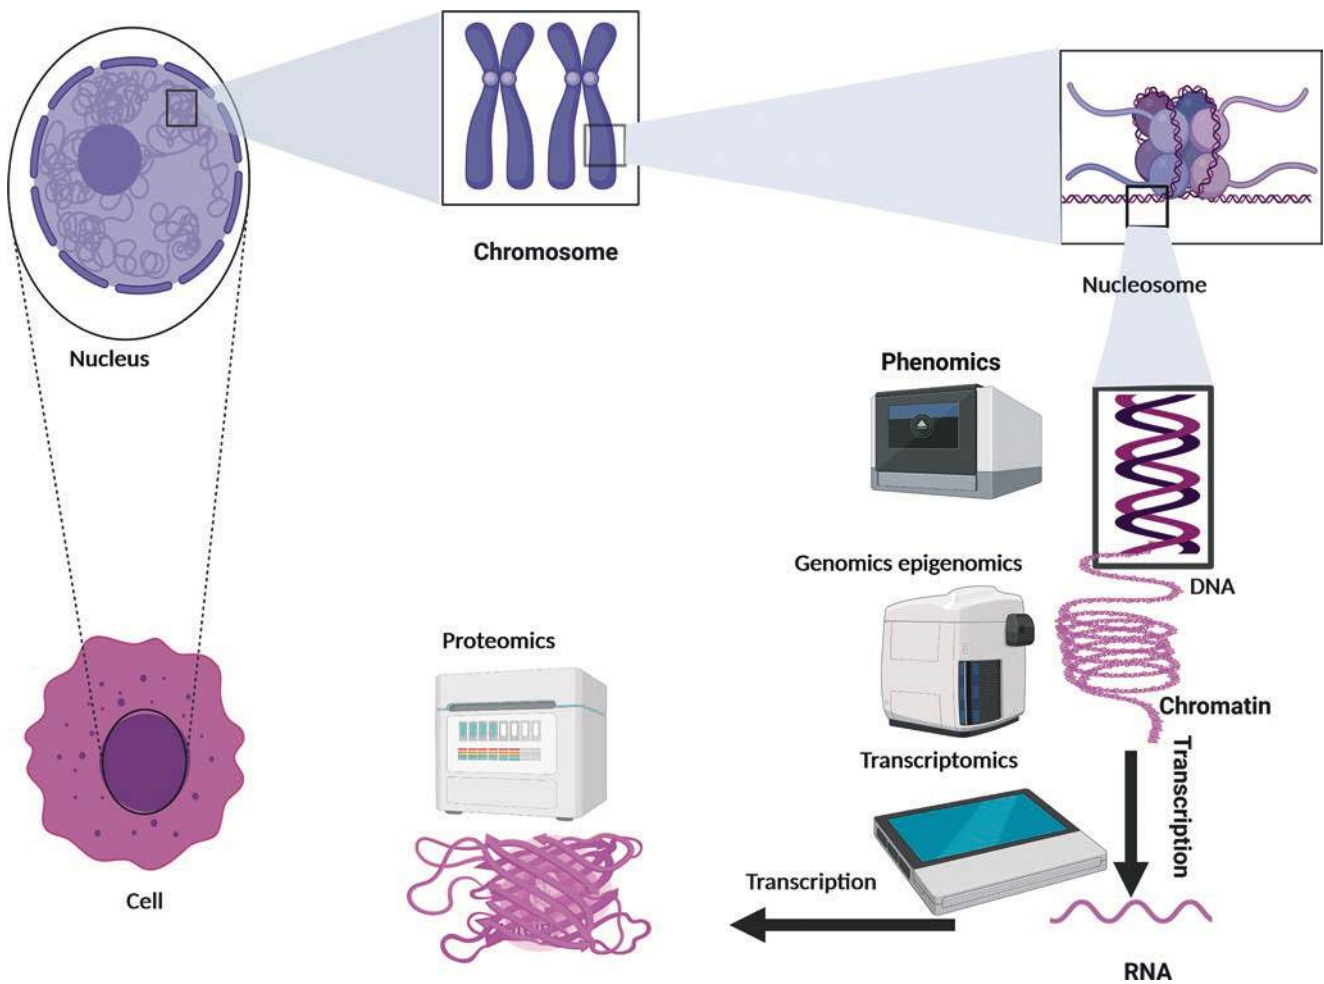 Chromosome
Nucleosome
Nucleus
Phenomics
Genomics epigenomics
DNA
Proteomics
Chromatin
Transcriptomics
Transcription
Transcription
Cell
RNA